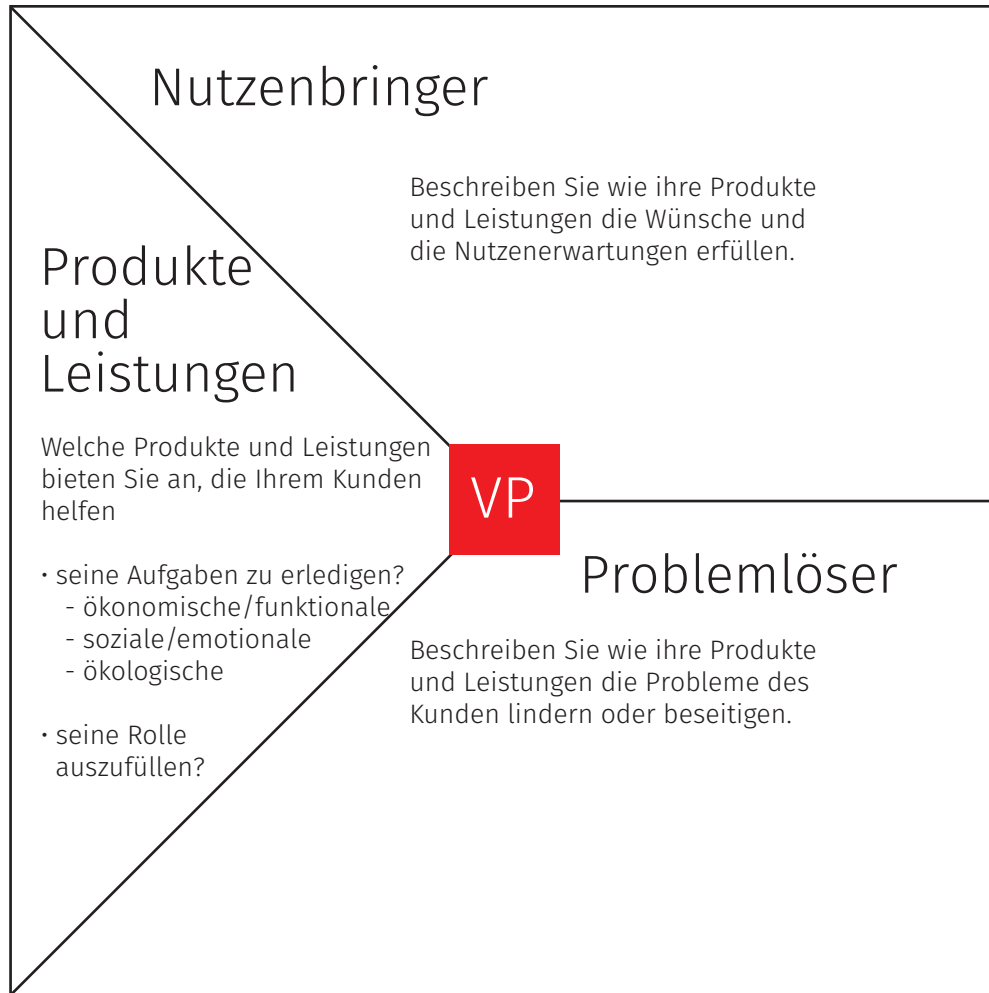 Nutzenbringer
Beschreiben Sie wie ihre Produkte
und Leistungen die Wünsche und
die Nutzenerwartungen erfüllen.
Produkte
und
Leistungen
Welche Produkte und Leistungen
bieten Sie an, die Ihrem Kunden
helfen
· seine Aufgaben zu erledigen?
- ökonomische/funktionale
- soziale/emotionale
- ökologische
· seine Rolle
auszufüllen?
VP
Problemlöser
Beschreiben Sie wie ihre Produkte
und Leistungen die Probleme des
Kunden lindern oder beseitigen.